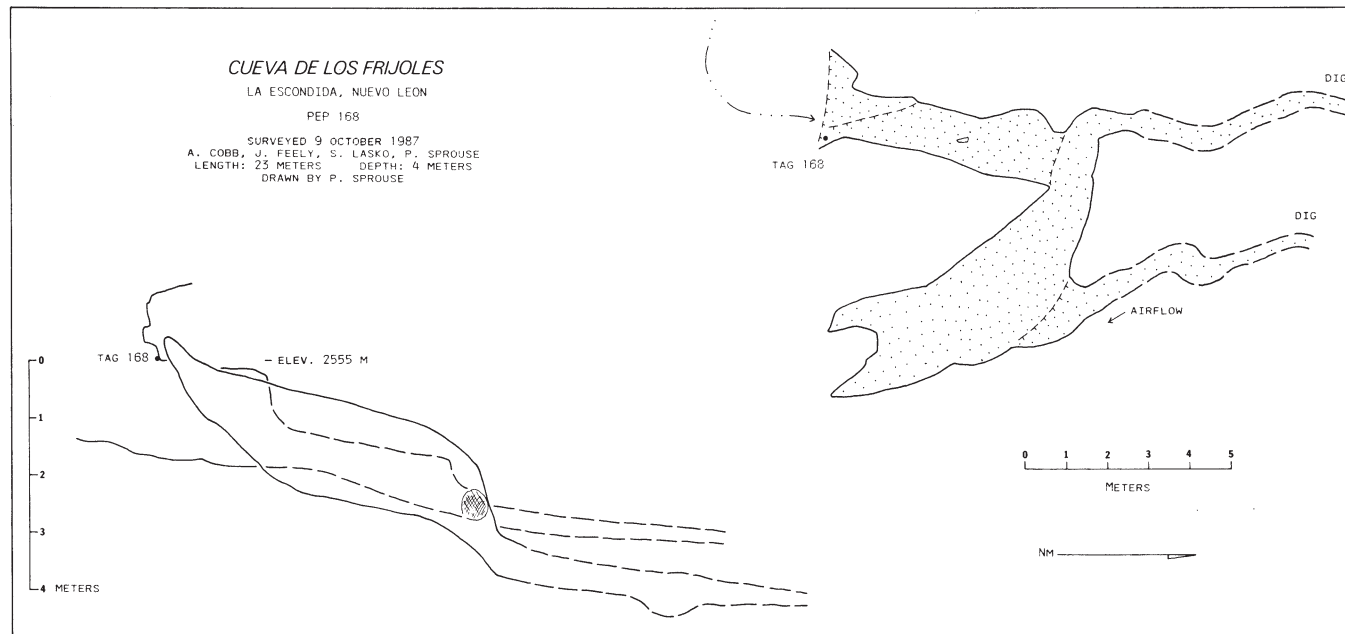 CUEVA DE LOS FRIJOLES
LA ESCONDIDA, NUEVO LEON
PEP 168
SURVEYED 9 OCTOBER 1987
A. COBB, J. FEELY, S. LASKO, P. SPROUSE
LENGTH: 23 METERS DEPTH: 4 METERS
DRAWN BY P. SPROUSE
DIG
TAG 168
DIG
AIRFLOW
TAG 168
ELEV. 2555 M
0
1
2
3
4 METERS
0 1 2 3 4 5
METERS
NM